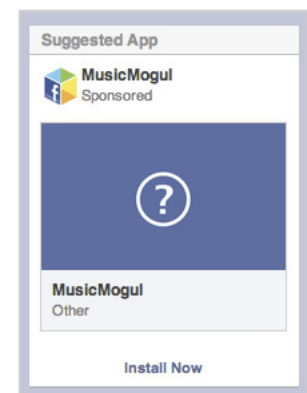 Suggested App
MusicMogul
Sponsored
?
MusicMogul
Other
Install Now